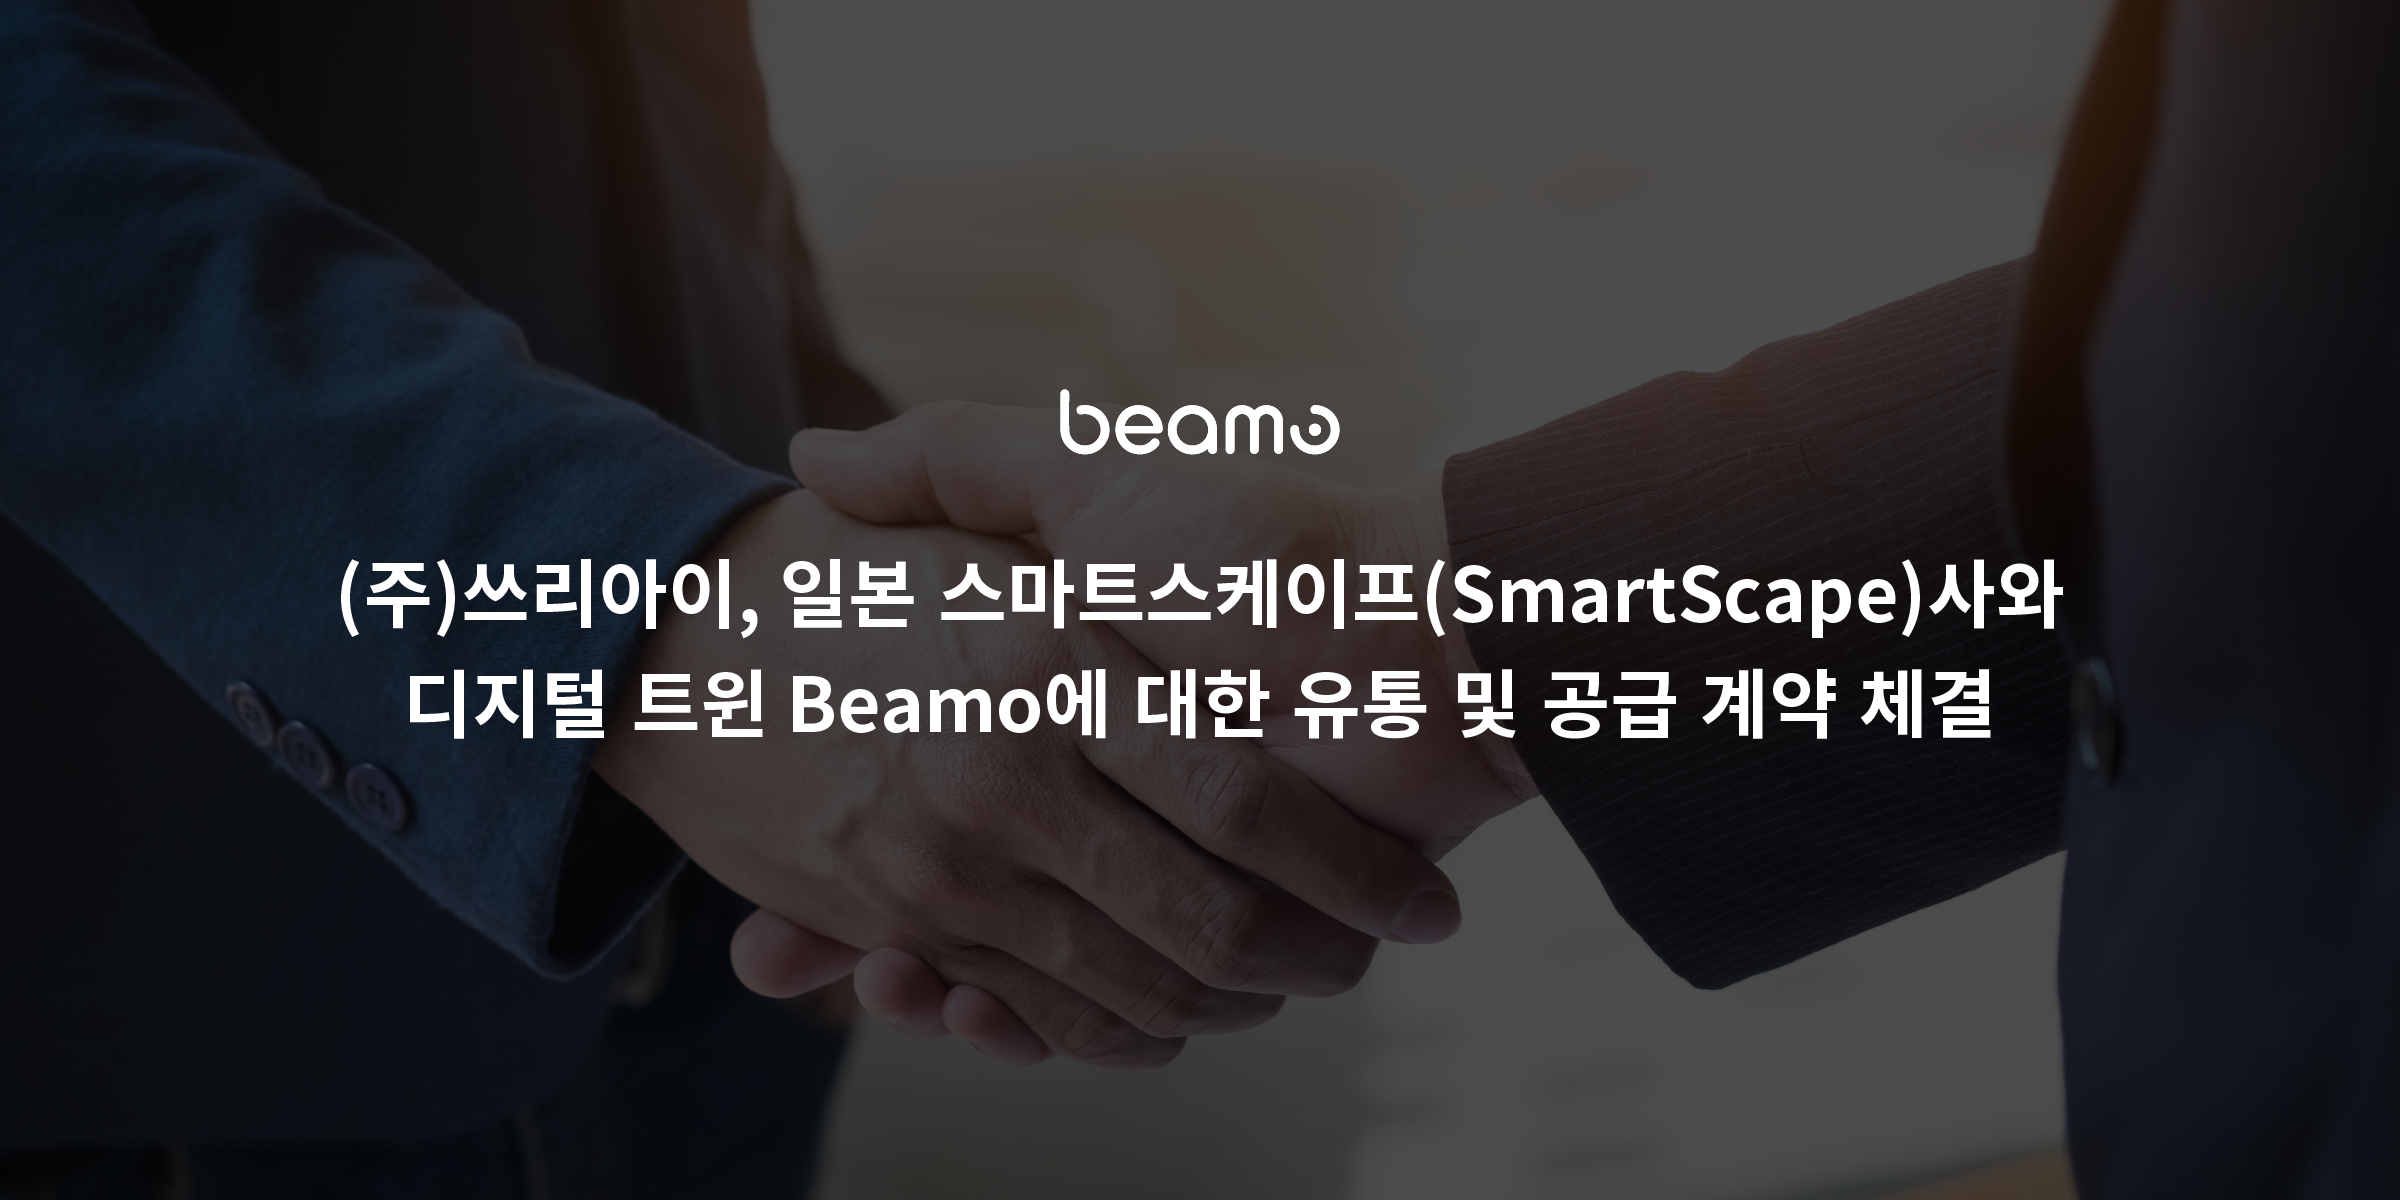 beamo
(주)쓰리아이, 일본 스마트스케이프(SmartScape)사와
디지털 트윈 Beamo에 대한 유통 및 공급 계약 체결